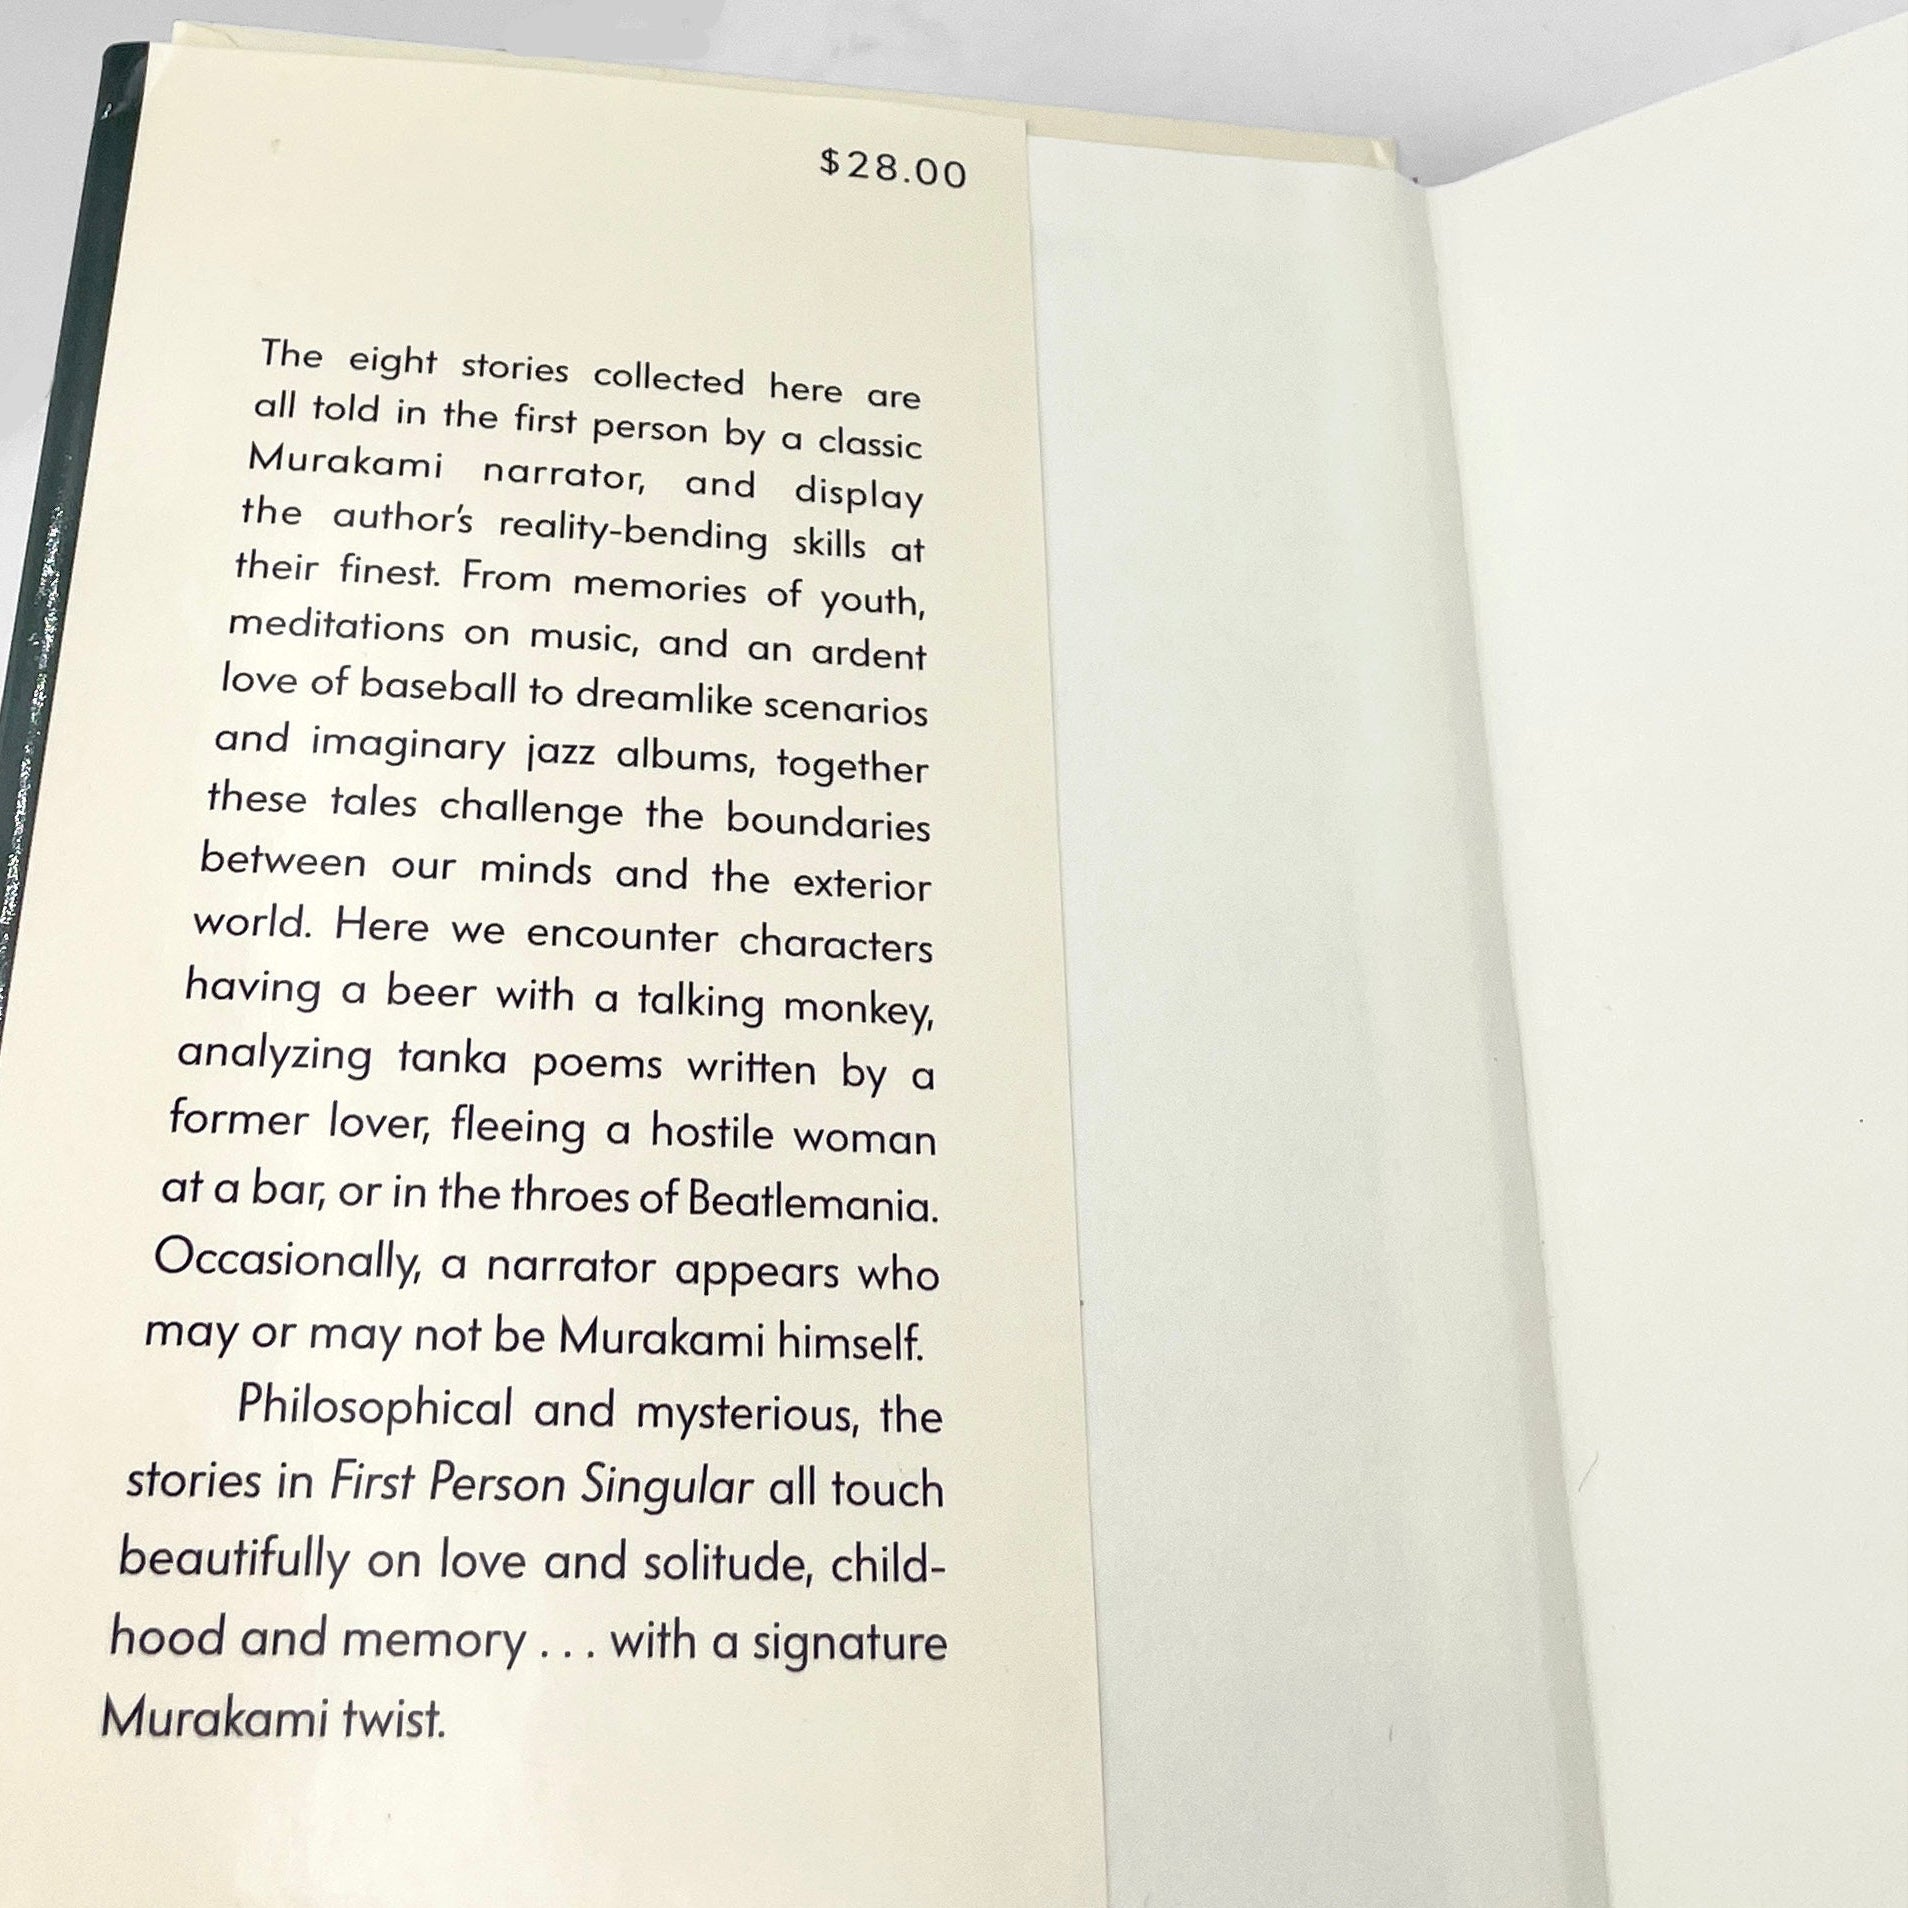 $28.00
The eight stories collected here are
all told in the first person by a classic
Murakami narrator, and display
the author's reality-bending skills at
their finest. From memories of youth,
meditations on music, and an ardent
love of baseball to dreamlike scenarios
and imaginary jazz albums, together
these tales challenge the boundaries
between our minds and the exterior
world. Here we encounter characters
having a beer with a talking monkey,
analyzing tanka poems written by a
former lover, fleeing a hostile woman
at a bar, or in the throes of Beatlemania.
Occasionally, a narrator appears who
may or may not be Murakami himself.
Philosophical and mysterious, the
stories in First Person Singular all touch
beautifully on love and solitude, child-
hood and memory . . . with a signature
Murakami twist.